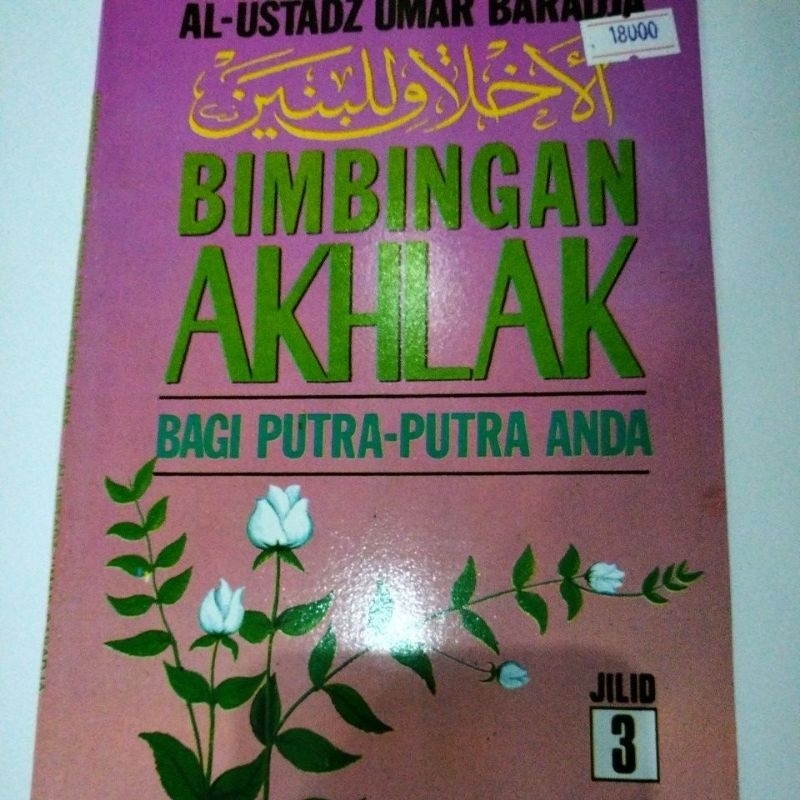 AL-USTADZ UMAR BARADJA
18000
الأخلاق للبنين
BIMBINGAN
AKHLAK
BAGI PUTRA-PUTRA ANDA
JILID
3